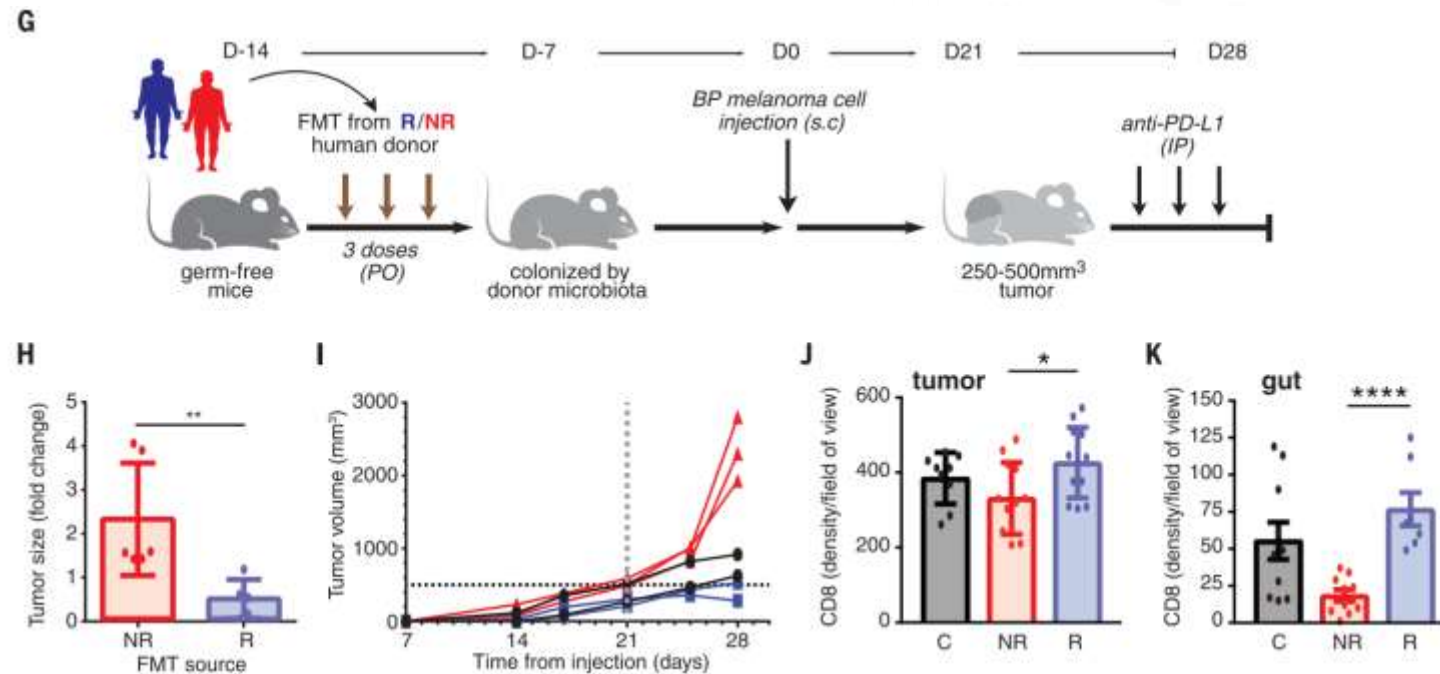 G
D-14
D-7
D0
D21
D28
FMT from R/NR
human donor
BP melanoma cell
injection (s.c)
anti-PD-L1
(IP)
3 doses
(PO)
germ-free
mice
colonized by
donor microbiota
250-500mm³
tumor
H
Tumor size (fold change)
5
4
3
2
1
0
**
NR
R
FMT source
I
Tumor volume (mm³)
3000
2000
1000
0
7
14
21
28
Time from injection (days)
J
tumor
*
CD8 (density/field of view)
600
400
200
0
C
NR
R
K
gut
****
CD8 (density/field of view)
150
125
100
75
50
25
0
C
NR
R